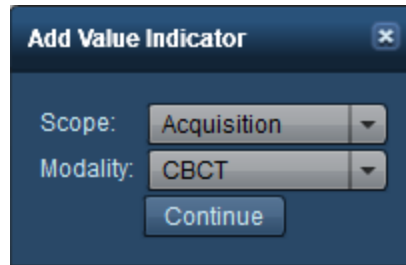 Add Value Indicator
Scope: Acquisition
Modality: CBCT
Continue